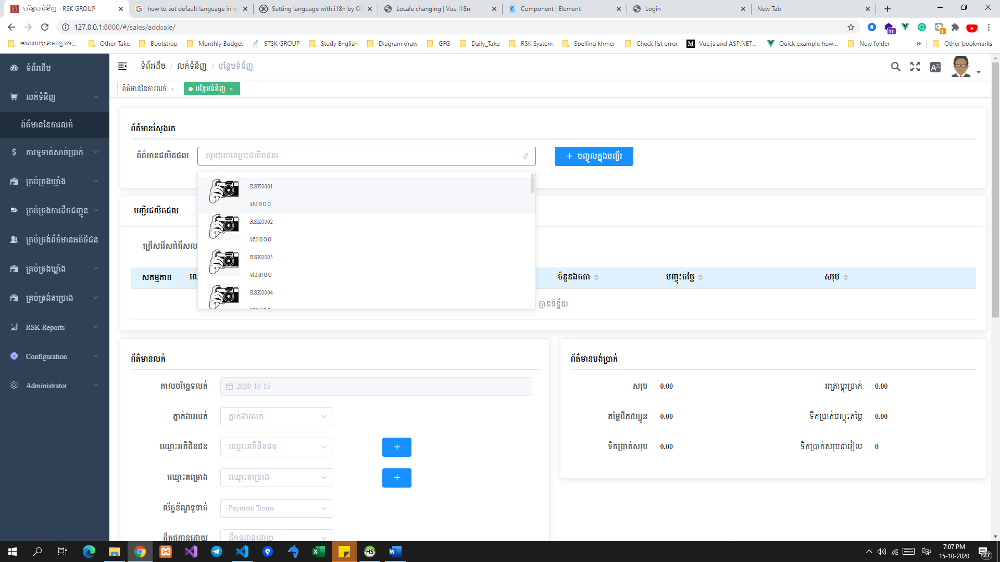 បន្ថែមទំនីញ - RSK GROUP
how to set default language in vu
Setting language with i18n by OS
Locale changing | Vue I18n
Component | Element
Login
New Tab
127.0.0.1:8000/#/sales/addsale/
11
1
ការងារបានសម្រេច...
Other Take
Bootstrap
Monthly Budget
STSK GROUP
Study English
Diagram draw
GFG
Daily_Take
RSK System
Spelling khmer
Check list error
Vue.js and ASP.NET...
Quick example how...
New folder
»
Other bookmarks
ទំព័រដើម
លក់ទំនិញ
ព័ត៌មាននៃការលក់
ការទូទាត់សាច់ប្រាក់
គ្រប់គ្រងឃ្លាំង
គ្រប់គ្រងការដឹកជញ្ជូន
គ្រប់គ្រង់ព័ត៌មានអតិថិជន
គ្រប់គ្រងឃ្លាំង
គ្រប់គ្រង់គម្រោង
RSK Reports
Configuration
Administrator
ទំព័រដើម / លក់ទំនិញ / បន្ថែមទំនីញ
ព័ត៌មាននៃការលក់ ×
បន្ថែមទំនីញ ×
ព័ត័មានស្វែងរក
ព័ត៌មានផលិតផល
សូមវាយឈ្មោះផលិតផល
+ បញ្ចូលក្នុងបញ្ជីរ
RSK0001
សេ១០០
RSK0002
សេ២០០
RSK0003
សេ៣០០
RSK0004
បញ្ជីរផលិតផល
ជ្រើសរើសជំរើសល
សកម្មភាព
ចំនួនឯកតា
បញ្ចុះតម្លៃ
សរុប
គ្មានទិន្ន័យ
ព័ត៌មានលក់
កាលបរិច្ឆេទលក់
2020-10-15
ភ្នាក់ងារលក់
ភ្នាក់ងារលក់
ឈ្មោះអតិថិនជន
ឈ្មោះអតិថិនជន
ឈ្មោះគម្រោង
ឈ្មោះគម្រោង
ល័ក្ខខ័ណ្ឌទូទាត់
Payment Terms
ដឹកជញ្ជូនដោយ
ដឹកជញ្ជូនដោយ
ព័ត៌មានបង់ប្រាក់
សរុប 0.00
អត្រាប្ដូរប្រាក់ 0.00
តម្លៃដឹកជញ្ជូន 0.00
ទឹកប្រាក់បញ្ចុះតម្លៃ 0.00
ទឹកប្រាក់សរុប 0.00
ទឹកប្រាក់សរុបជារៀល 0
7:07 PM
15-10-2020
27